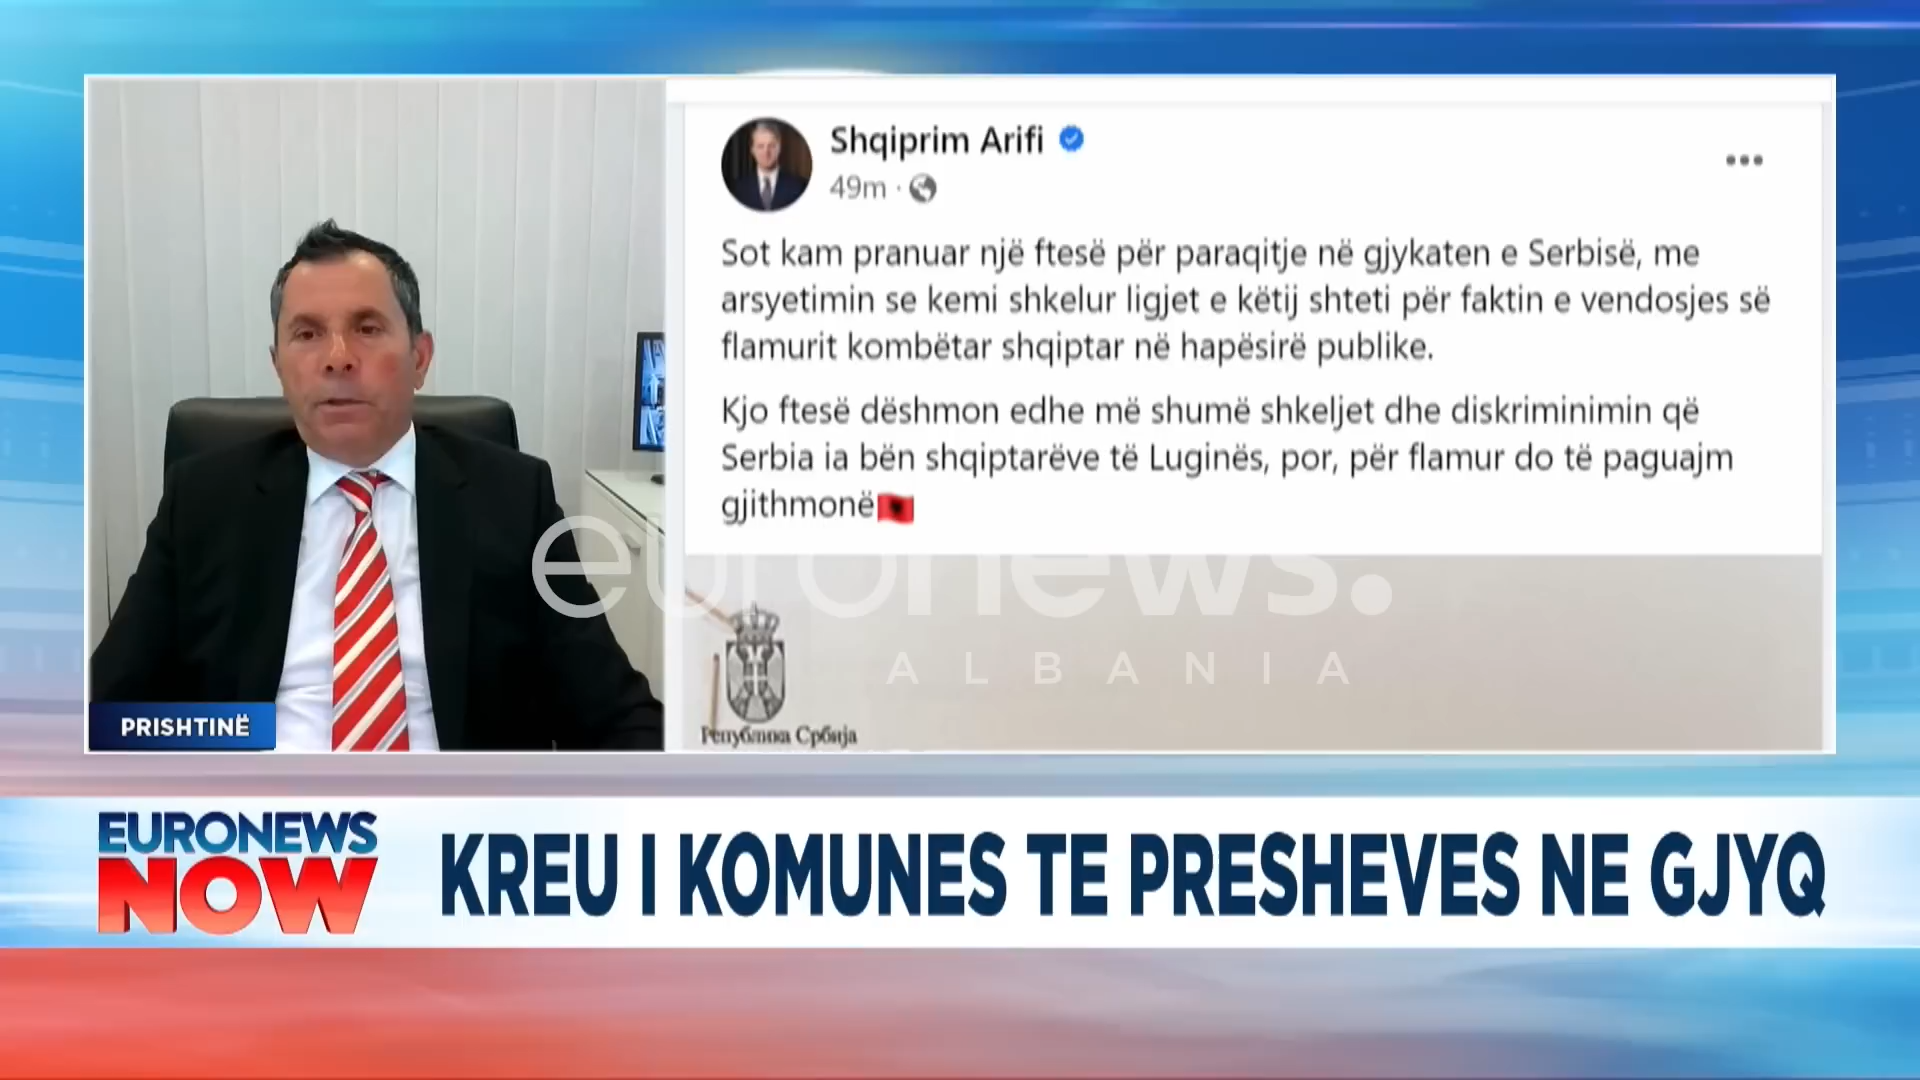 Shqiprim Arifi
49m ·
Sot kam pranuar një ftesë për paraqitje në gjykaten e Serbisë, me
arsyetimin se kemi shkelur ligjet e këtij shteti për faktin e vendosjes së
flamurit kombëtar shqiptar në hapësirë publike.
Kjo ftesë dëshmon edhe më shumë shkeljet dhe diskriminimin që
Serbia ia bën shqiptarëve të Luginës, por, për flamur do të paguajm
gjithmonë
euronews.
ALBANIA
Република Србија
PRISHTINË
EURONEWS
NOW
KREU I KOMUNES TE PRESHEVES NE GJYQ